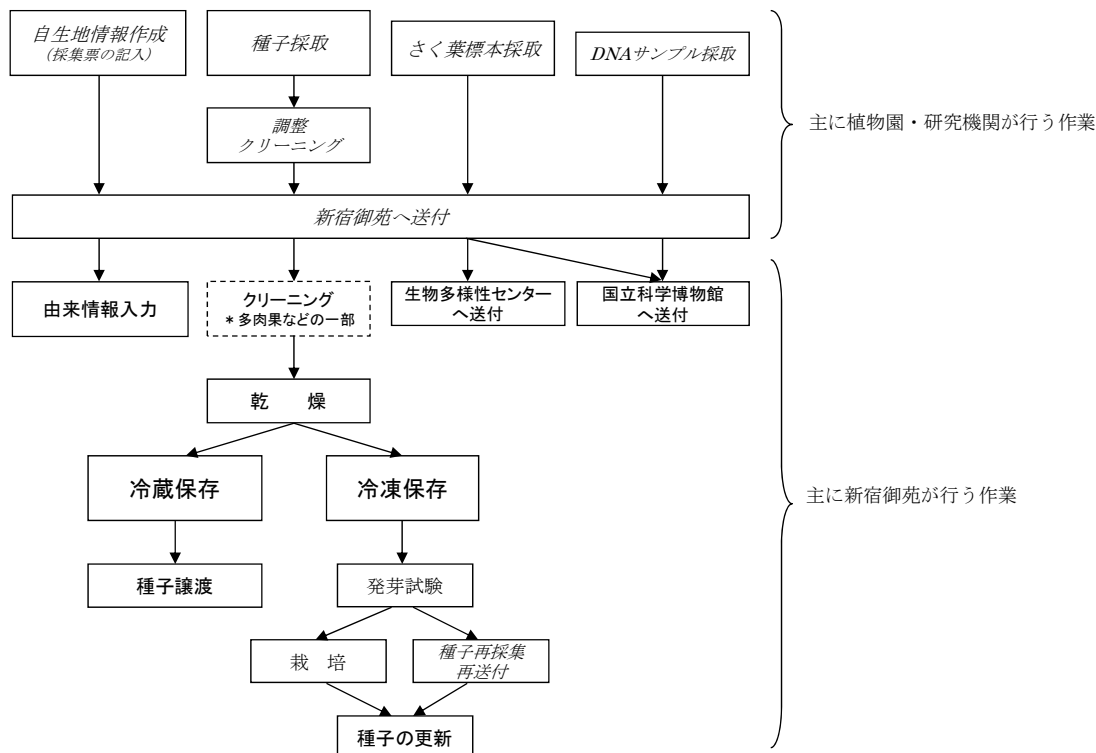 自生地情報作成
(採集票の記入)
種子採取
さく葉標本採取
DNAサンプル採取
調整
クリーニング
主に植物園・研究機関が行う作業
新宿御苑へ送付
由来情報入力
クリーニング
*多肉果などの一部
生物多様性センター
へ送付
国立科学博物館
へ送付
乾　　燥
冷蔵保存
冷凍保存
主に新宿御苑が行う作業
種子譲渡
発芽試験
栽　培
種子再採集
再送付
種子の更新